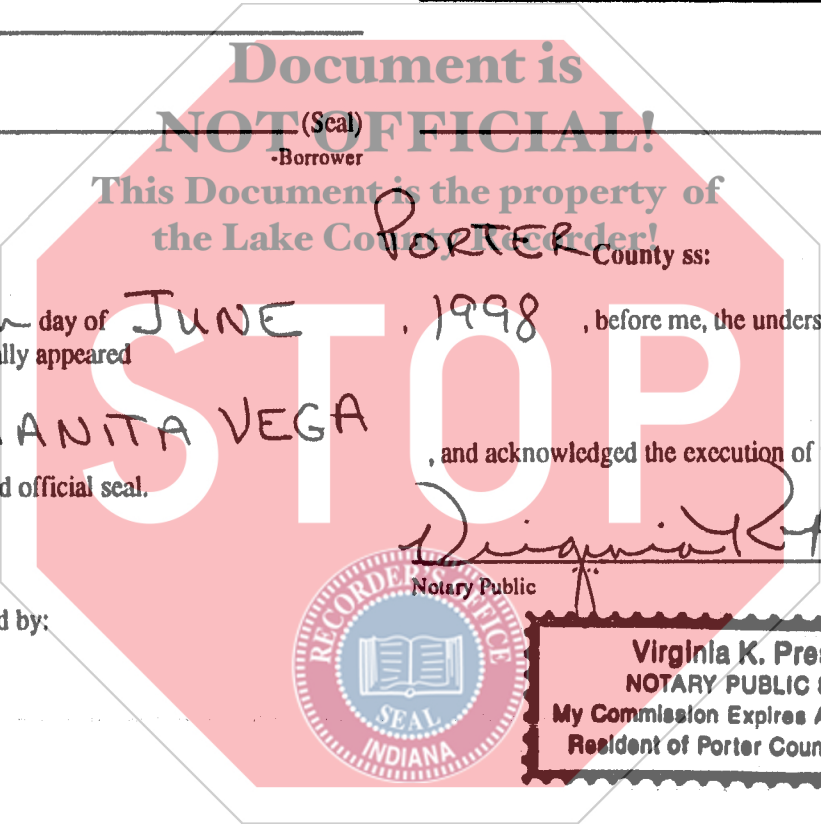 Document is
NOT OFFICIAL!
(Seal)
-Borrower
This Document is the property of
the Lake County Recorder!
PORTER County ss:
day of JUNE , 1998 , before me, the unders
lly appeared
ANITA VEGA
, and acknowledged the execution of
d official seal.
STOP
Virginia K
Notary Public
d by:
RECORDER'S OFFICE
SEAL
INDIANA
Virginia K. Pre
NOTARY PUBLIC
My Commission Expires A
Resident of Porter Coun